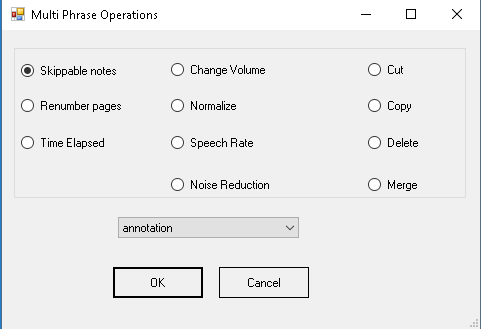 Multi Phrase Operations
Skippable notes
Change Volume
Cut
Renumber pages
Normalize
Copy
Time Elapsed
Speech Rate
Delete
Noise Reduction
Merge
annotation
OK
Cancel